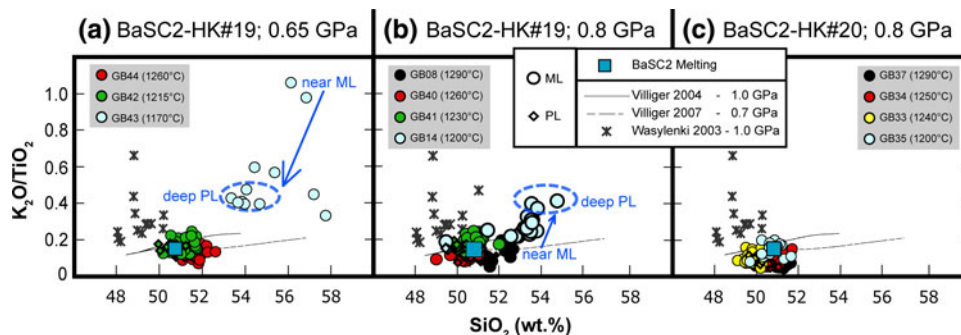 (a) BaSC2-HK#19; 0.65 GPa
(b) BaSC2-HK#19; 0.8 GPa
(c) BaSC2-HK#20; 0.8 GPa
K2O/TiO2
1.0
0.8
0.6
0.4
0.2
0
GB44 (1260°C)
GB42 (1215°C)
GB43 (1170°C)
near ML
deep PL
48 50 52 54 56 58
GB08 (1290°C)
GB40 (1260°C)
GB41 (1230°C)
GB14 (1200°C)
deep PL
near ML
48 50 52 54 56 58
ML
PL
BaSC2 Melting
Villiger 2004 - 1.0 GPa
Villiger 2007 - 0.7 GPa
Wasylenki 2003 - 1.0 GPa
GB37 (1290°C)
GB34 (1250°C)
GB33 (1240°C)
GB35 (1200°C)
48 50 52 54 56 58
SiO2 (wt.%)